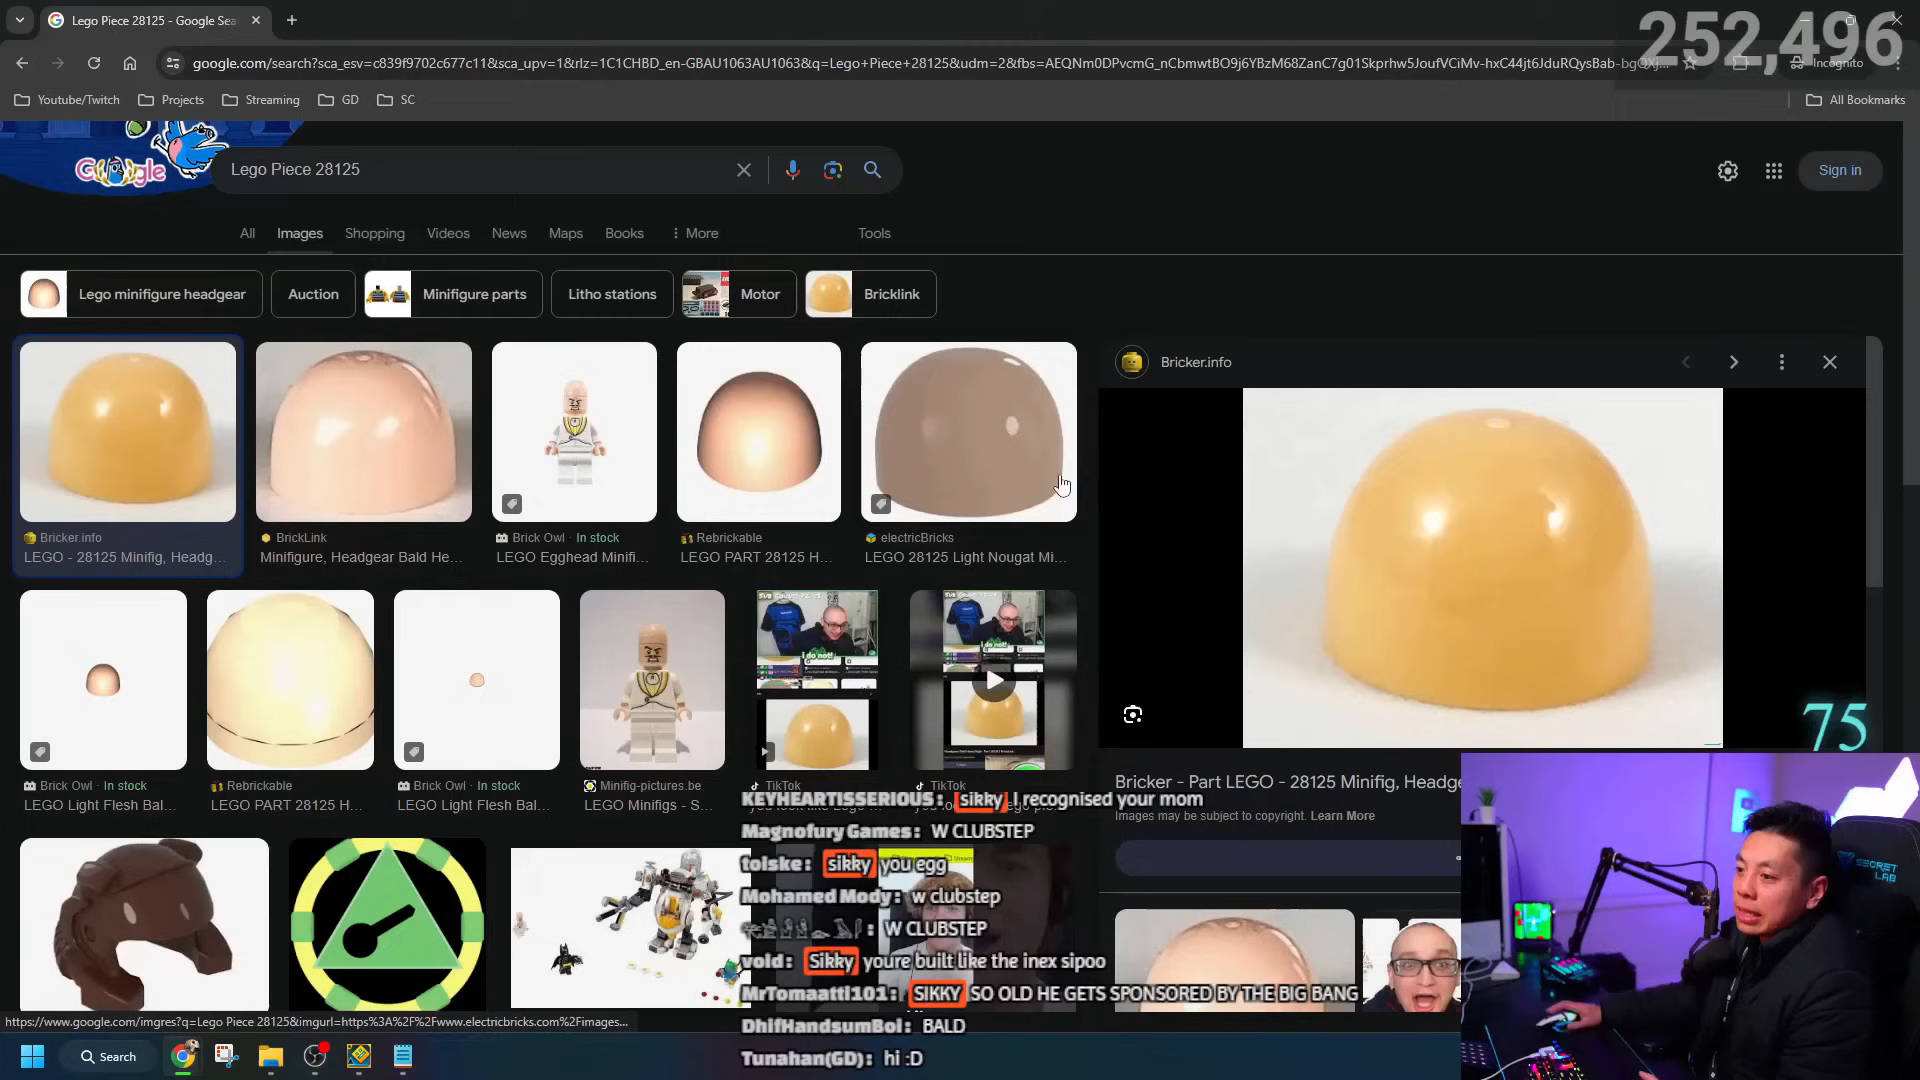 Lego Piece 28125 - Google Sea
252,496
google.com/search?sca_esv=c839f9702c677c11&sca_upv=1&rlz=1C1CHBD_en-GBAU1063AU1063&q=Lego+Piece+28125&udm=2&fbs=AEQNm0DPvcmG_nCbmwtBO9j6YBzM68ZanC7g01Skprhw5JoufVCiMv-hxC44jt6JduRQysBab-bgQXj...
Incognito
Youtube/Twitch
Projects
Streaming
GD
SC
All Bookmarks
Google
Lego Piece 28125
Sign in
All
Images
Shopping
Videos
News
Maps
Books
More
Tools
Lego minifigure headgear
Auction
Minifigure parts
Litho stations
Motor
Bricklink
Bricker.info
Bricker.info
LEGO - 28125 Minifig, Headg...
BrickLink
Minifigure, Headgear Bald He...
Brick Owl · In stock
LEGO Egghead Minifi...
Rebrickable
LEGO PART 28125 H...
electricBricks
LEGO 28125 Light Nougat Mi...
I do not!
75
Brick Owl · In stock
LEGO Light Flesh Bal...
Rebrickable
LEGO PART 28125 H...
Brick Owl · In stock
LEGO Light Flesh Bal...
Minifig-pictures.be
LEGO Minifigs - S...
TikTok
TikTok
Bricker - Part LEGO - 28125 Minifig, Headge
Images may be subject to copyright. Learn More
KEYHEARTISSERIOUS: sikky I recognised your mom
Magnofury Games: W CLUBSTEP
toiske: sikky you egg
Mohamed Mody: w clubstep
: W CLUBSTEP
void: Sikky youre built like the inex sipoo
MrTomaatti101: SIKKY SO OLD HE GETS SPONSORED BY THE BIG BANG
DhifHandsumBoi: BALD
Tunahan(GD): hi :D
SECRET LAB
https://www.google.com/imgres?q=Lego Piece 28125&imgurl=https%3A%2F%2Fwww.electricbricks.com%2Fimages...
Search